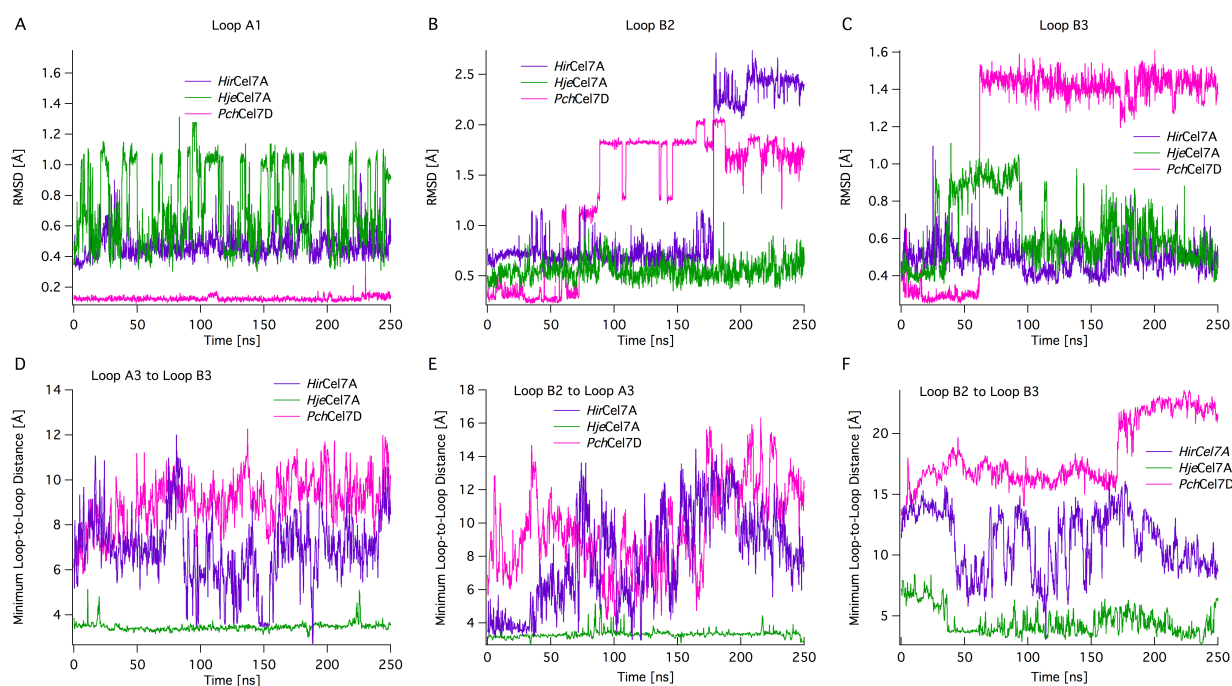 A
Loop A1
RMSD [Å]
1.6
1.4
1.2
1.0
0.8
0.6
0.4
0.2
HirCel7A
HjeCel7A
PchCel7D
0
50
100
150
200
250
Time [ns]
B
Loop B2
RMSD [Å]
2.5
2.0
1.5
1.0
0.5
HirCel7A
HjeCel7A
PchCel7D
0
50
100
150
200
250
Time [ns]
C
Loop B3
RMSD [Å]
1.6
1.4
1.2
1.0
0.8
0.6
0.4
HirCel7A
HjeCel7A
PchCel7D
0
50
100
150
200
250
Time [ns]
D
Loop A3 to Loop B3
Minimum Loop-to-Loop Distance [Å]
14
12
10
8
6
4
HirCel7A
HjeCel7A
PchCel7D
0
50
100
150
200
250
Time [ns]
E
Loop B2 to Loop A3
Minimum Loop-to-Loop Distance [Å]
18
16
14
12
10
8
6
4
HirCel7A
HjeCel7A
PchCel7D
0
50
100
150
200
250
Time [ns]
F
Loop B2 to Loop B3
Minimum Loop-to-Loop Distance [Å]
20
15
10
5
HirCel7A
HjeCel7A
PchCel7D
0
50
100
150
200
250
Time [ns]